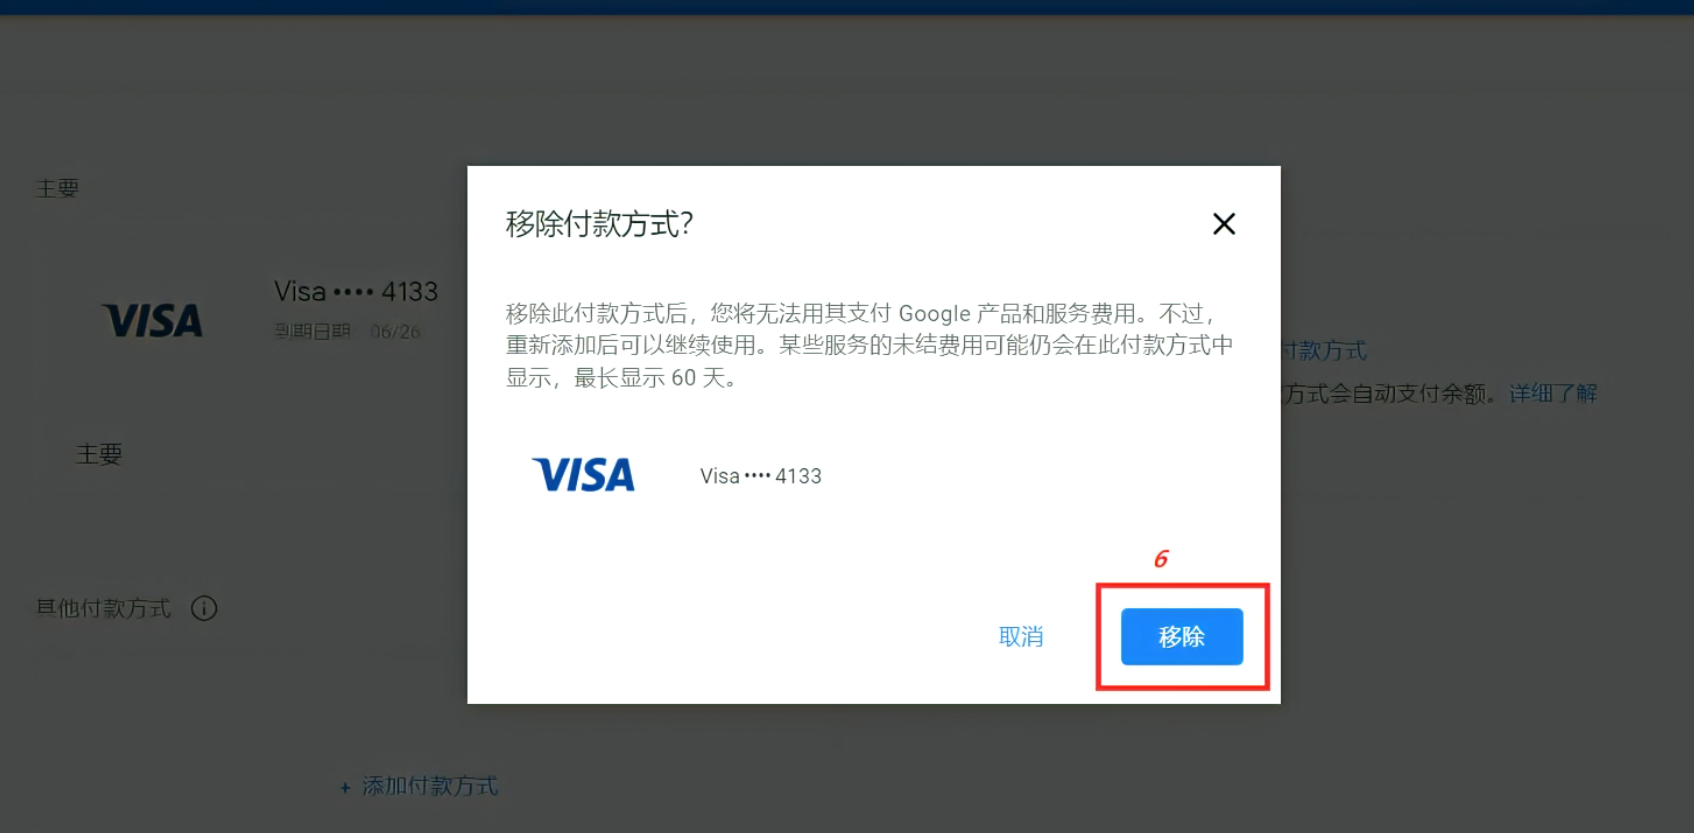 主要
VISA
Visa •••• 4133
到期日期: 06/26
主要
其他付款方式
+ 添加付款方式
移除付款方式?
移除此付款方式后，您将无法用其支付 Google 产品和服务费用。不过，
重新添加后可以继续使用。某些服务的未结费用可能仍会在此付款方式中
显示，最长显示 60 天。
VISA
Visa •••• 4133
6
取消
移除
付款方式
方式会自动支付余额。详细了解